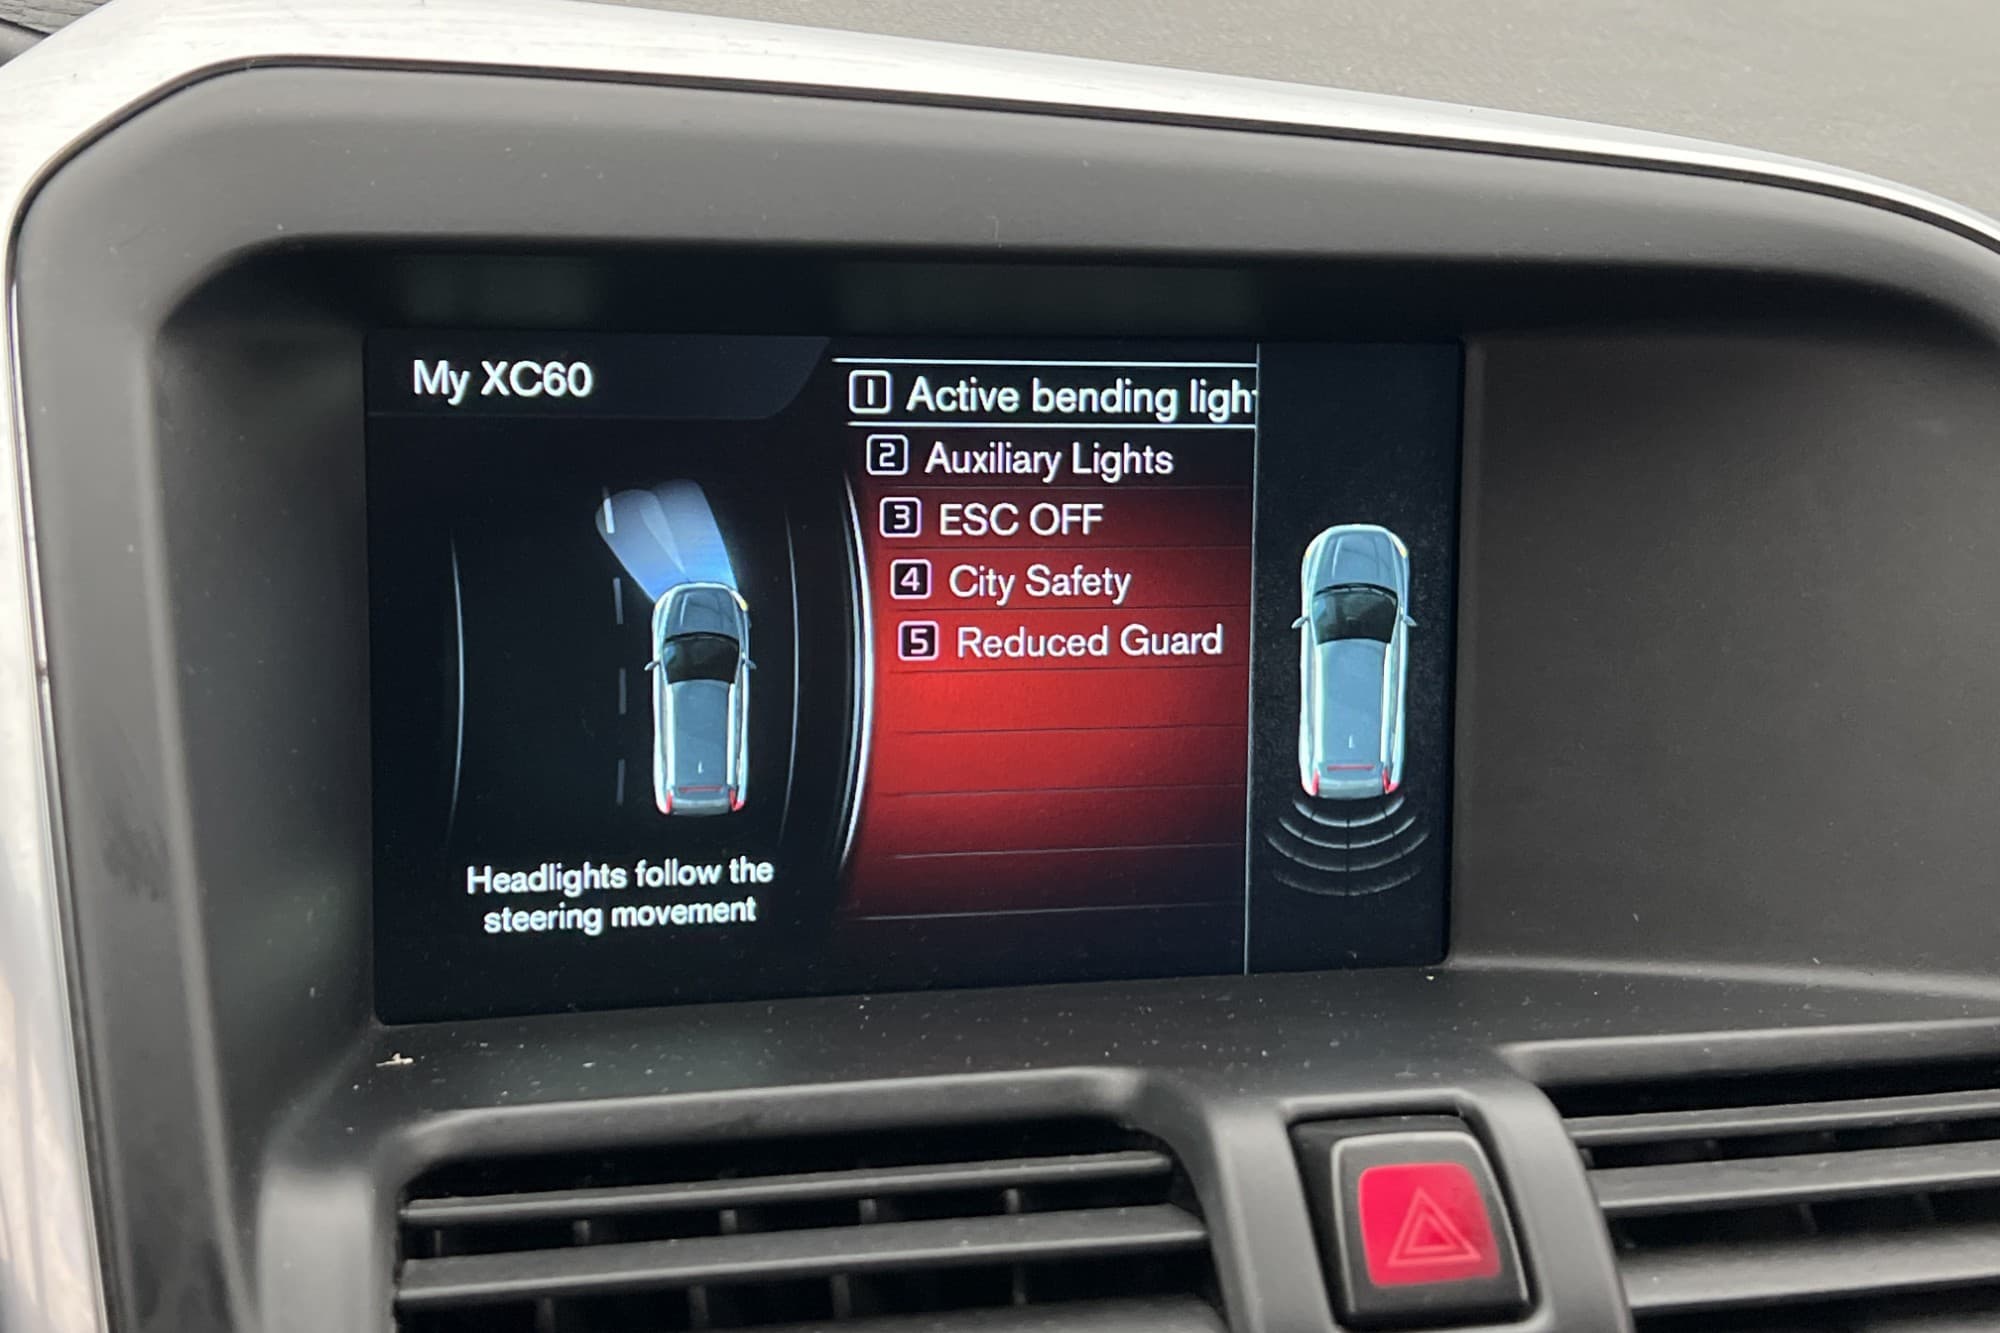 My XC60
1 Active bending ligh
2 Auxiliary Lights
3 ESC OFF
4 City Safety
5 Reduced Guard
Headlights follow the
steering movement